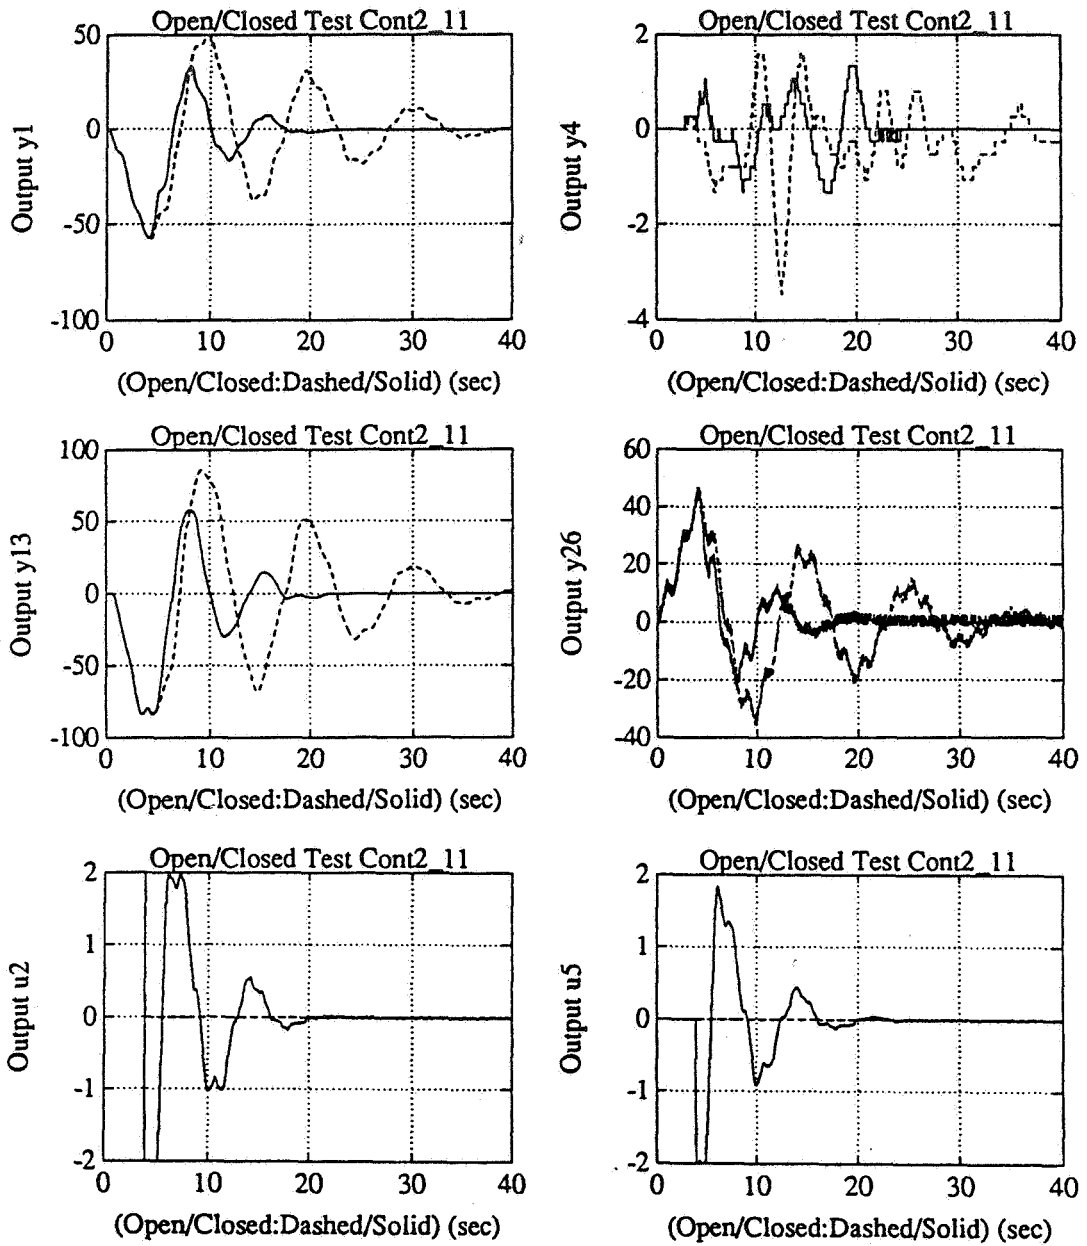 Open/Closed Test Cont2_11
50
0
-50
-100
Output y1
0 10 20 30 40
(Open/Closed:Dashed/Solid) (sec)
Open/Closed Test Cont2_11
2
0
-2
-4
Output y4
0 10 20 30 40
(Open/Closed:Dashed/Solid) (sec)
Open/Closed Test Cont2_11
100
50
0
-50
-100
Output y13
0 10 20 30 40
(Open/Closed:Dashed/Solid) (sec)
Open/Closed Test Cont2_11
60
40
20
0
-20
-40
Output y26
0 10 20 30 40
(Open/Closed:Dashed/Solid) (sec)
Open/Closed Test Cont2_11
2
1
0
-1
-2
Output u2
0 10 20 30 40
(Open/Closed:Dashed/Solid) (sec)
Open/Closed Test Cont2_11
2
1
0
-1
-2
Output u5
0 10 20 30 40
(Open/Closed:Dashed/Solid) (sec)